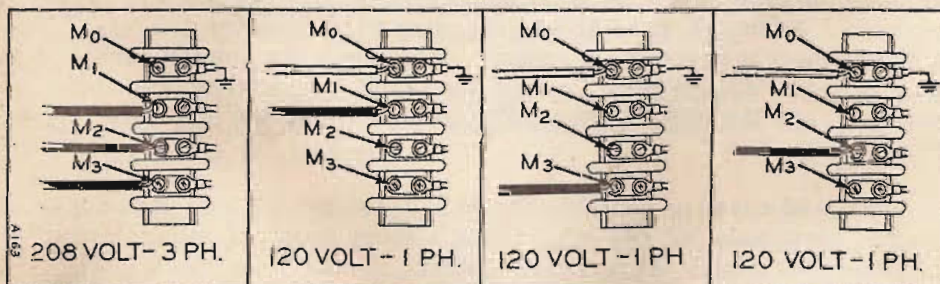 M0
M1
M2
M3
208 VOLT-3 PH.
M0
M1
M2
M3
120 VOLT-1 PH.
M0
M1
M2
M3
120 VOLT-1 PH
M0
M1
M2
M3
120 VOLT-1 PH.
A163